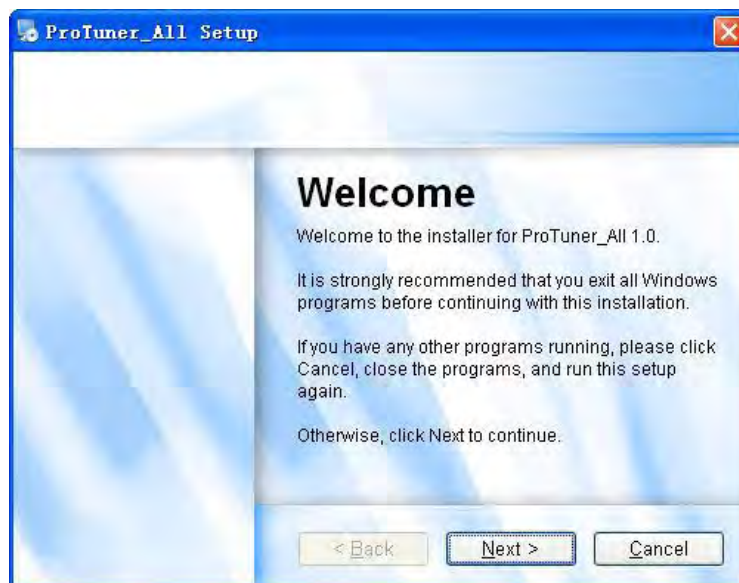 ProTuner_All Setup
Welcome
Welcome to the installer for ProTuner_All 1.0.
It is strongly recommended that you exit all Windows
programs before continuing with this installation.
If you have any other programs running, please click
Cancel, close the programs, and run this setup
again.
Otherwise, click Next to continue.
< Back
Next >
Cancel